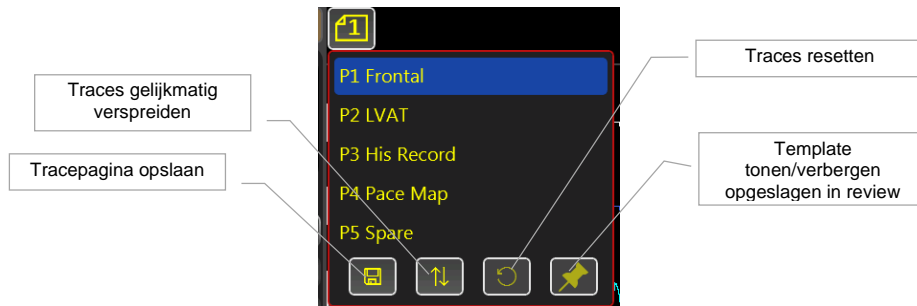 1
P1 Frontal
P2 LVAT
P3 His Record
P4 Pace Map
P5 Spare
Traces gelijkmatig
verspreiden
Tracepagina opslaan
Traces resetten
Template
tonen/verbergen
opgeslagen in review